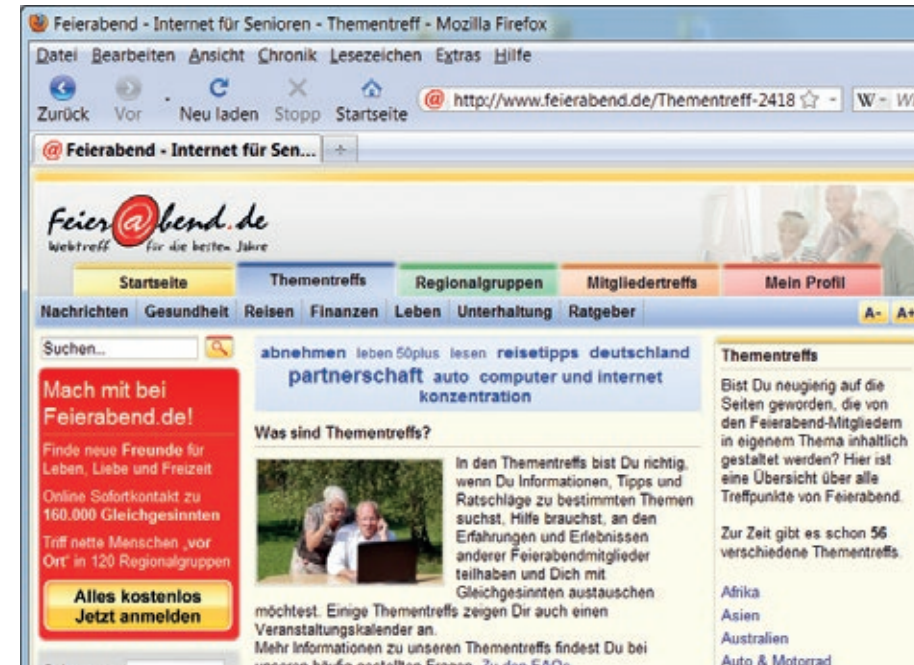 Feierabend - Internet für Senioren - Thementreff - Mozilla Firefox
Datei Bearbeiten Ansicht Chronik Lesezeichen Extras Hilfe
Zurück Vor Neu laden Stopp Startseite http://www.feierabend.de/Thementreff-2418 W
@ Feierabend - Internet für Sen...
Feier@bend.de
Webtreff für die besten Jahre
Startseite Thementreffs Regionalgruppen Mitgliedertreffs Mein Profil
Nachrichten Gesundheit Reisen Finanzen Leben Unterhaltung Ratgeber A- A+
Suchen...
Mach mit bei
Feierabend.de!
Finde neue Freunde für
Leben, Liebe und Freizeit
Online Sofortkontakt zu
160.000 Gleichgesinnten
Triff nette Menschen „vor
Ort" in 120 Regionalgruppen
Alles kostenlos
Jetzt anmelden
abnehmen leben 50plus lesen reisetipps deutschland
partnerschaft auto computer und internet
konzentration
Was sind Thementreffs?
In den Thementreffs bist Du richtig,
wenn Du Informationen, Tipps und
Ratschläge zu bestimmten Themen
suchst, Hilfe brauchst, an den
Erfahrungen und Erlebnissen
anderer Feierabendmitglieder
teilhaben und Dich mit
Gleichgesinnten austauschen
möchtest. Einige Thementreffs zeigen Dir auch einen
Veranstaltungskalender an.
Mehr Informationen zu unseren Thementreffs findest Du bei
unseren häufig gestellten Fragen. Zu den FAQs
Thementreffs
Bist Du neugierig auf die
Seiten geworden, die von
den Feierabend-Mitgliedern
in eigenem Thema inhaltlich
gestaltet werden? Hier ist
eine Übersicht über alle
Treffpunkte von Feierabend.
Zur Zeit gibt es schon 56
verschiedene Thementreffs.
Afrika
Asien
Australien
Auto & Motorrad